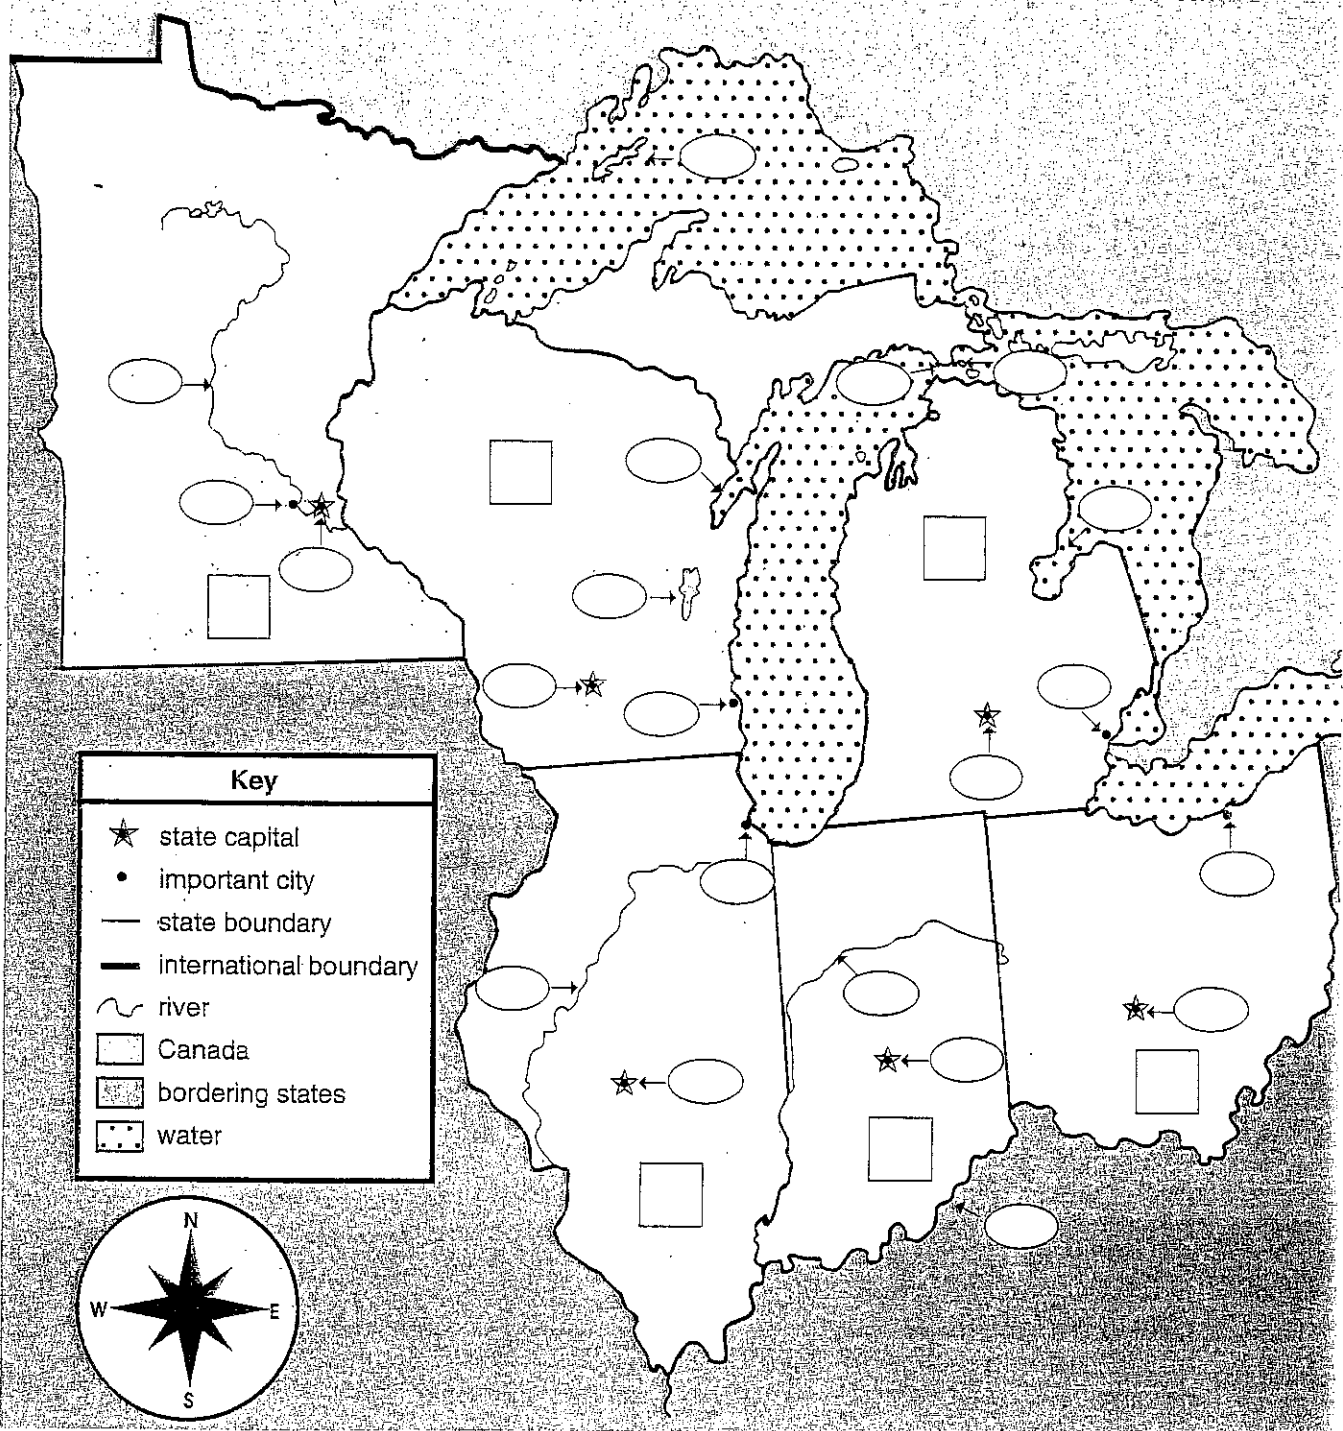 Key
state capital
important city
state boundary
international boundary
river
Canada
bordering states
water
N
W E
S